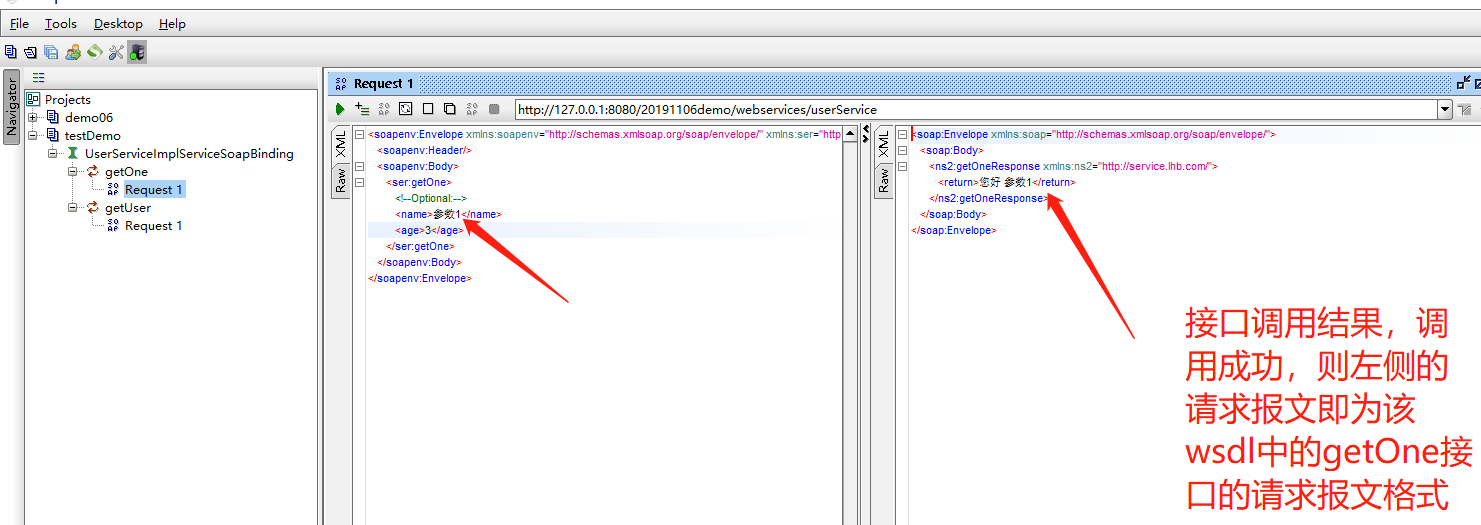 File Tools Desktop Help
Navigator
Projects
demo06
testDemo
UserServiceImplServiceSoapBinding
getOne
Request 1
getUser
Request 1
Request 1
http://127.0.0.1:8080/20191106demo/webservices/userService
XML
Raw
<soapenv:Envelope xmlns:soapenv="http://schemas.xmlsoap.org/soap/envelope/" xmlns:ser="http
<soapenv:Header/>
<soapenv:Body>
<ser:getOne>
<!--Optional:-->
<name>参数1</name>
<age>3</age>
</ser:getOne>
</soapenv:Body>
</soapenv:Envelope>
XML
Raw
<soap:Envelope xmlns:soap="http://schemas.xmlsoap.org/soap/envelope/">
<soap:Body>
<ns2:getOneResponse xmlns:ns2="http://service.lhb.com/">
<return>您好 参数1</return>
</ns2:getOneResponse>
</soap:Body>
</soap:Envelope>
接口调用结果，调
用成功，则左侧的
请求报文即为该
wsdl中的getOne接
口的请求报文格式